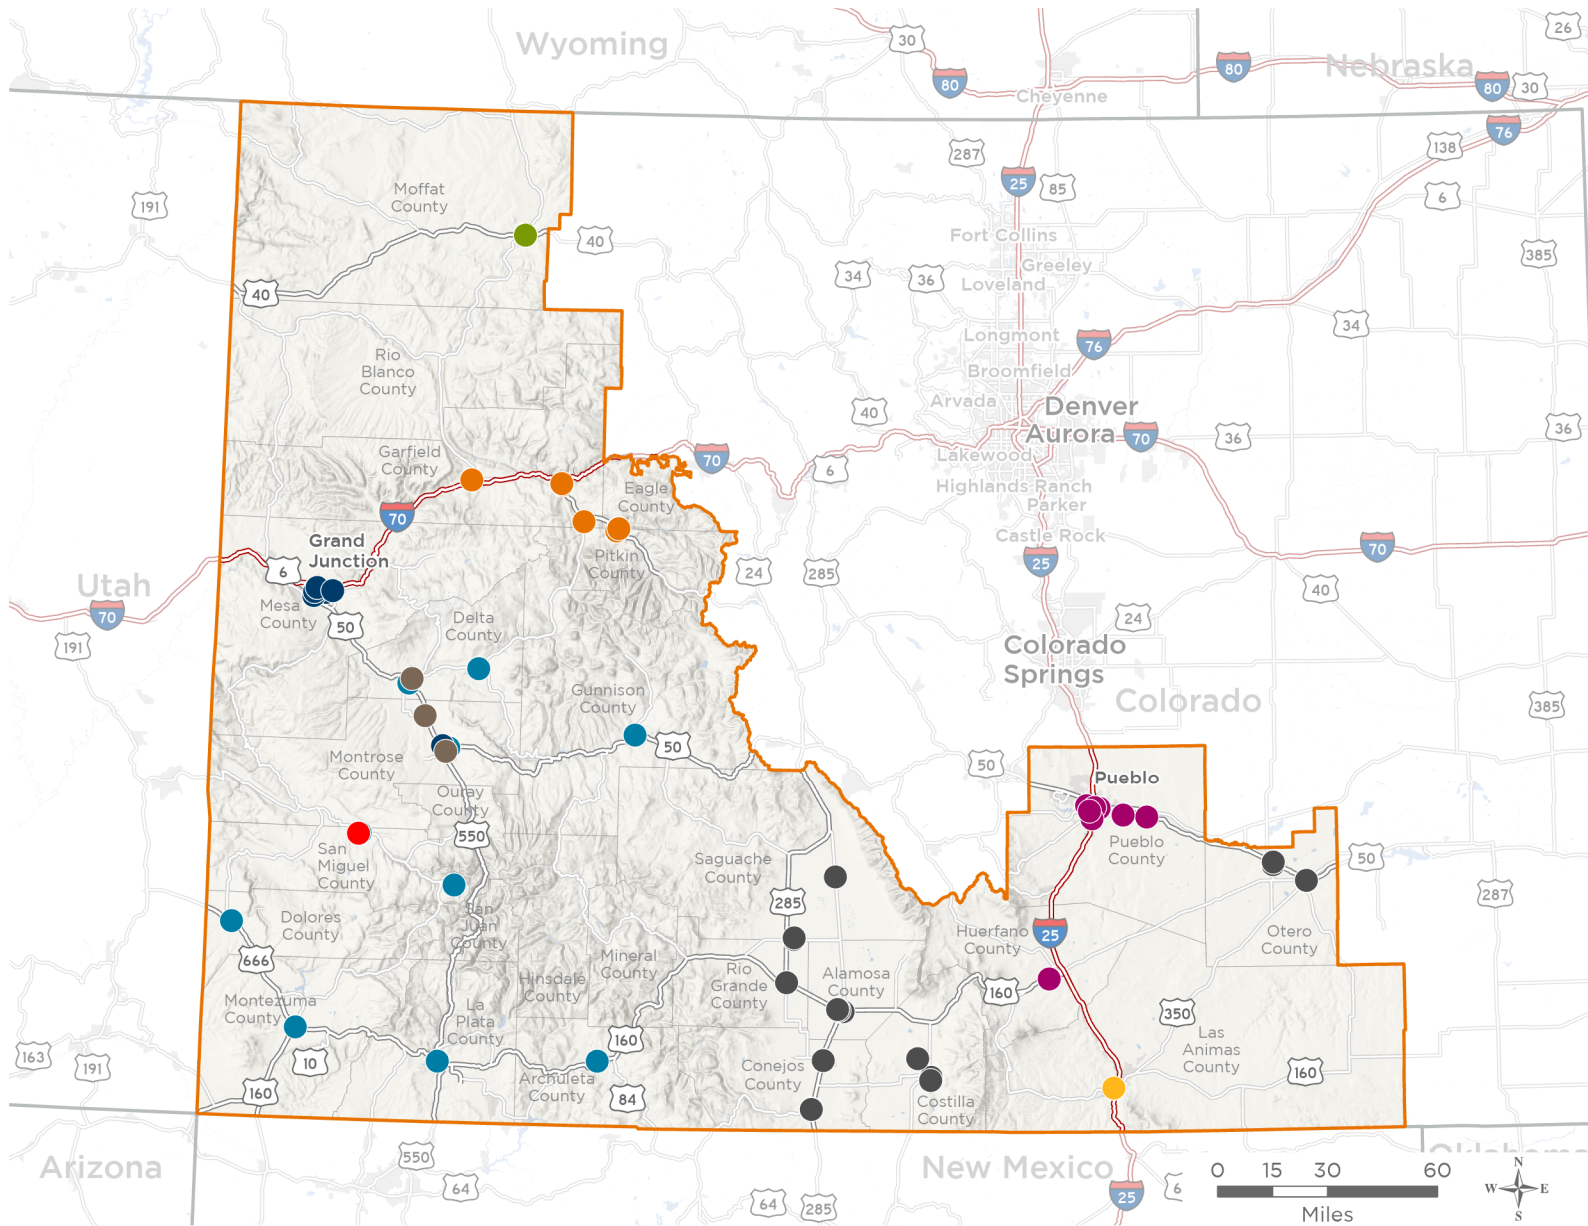 Wyoming
Nebraska
26
30
80
80
80
30
Cheyenne
76
138
287
25
85
6
191
Moffat
County
Fort Collins
40
385
34
36
Greeley
Loveland
40
34
Longmont
76
Rio
Blanco
County
Broomfield
Arvada
Denver
40
Aurora
70
36
36
Garfield
County
70
6
Lakewood
Eagle
County
Highlands Ranch
Parker
70
Castle Rock
Grand
Junction
25
70
Pitkin
County
6
24
285
Utah
70
40
Mesa
County
Delta
County
50
24
191
Colorado
Springs
Gunnison
County
Colorado
385
50
Montrose
County
50
Pueblo
Ouray
County
550
San
Miguel
County
Saguache
County
Pueblo
County
50
287
285
Dolores
County
San
Juan
County
25
Huerfano
County
Otero
County
666
Mineral
County
Hinsdale
County
Rio
Grande
County
Alamosa
County
160
Montezuma
County
La
Plata
County
350
163
191
10
160
Las
Animas
County
160
Conejos
County
160
Archuleta
County
84
Costilla
County
Arizona
550
64
New Mexico
Oklahoma
64
285
25
6
0 15 30 60
Miles
N
W E
S